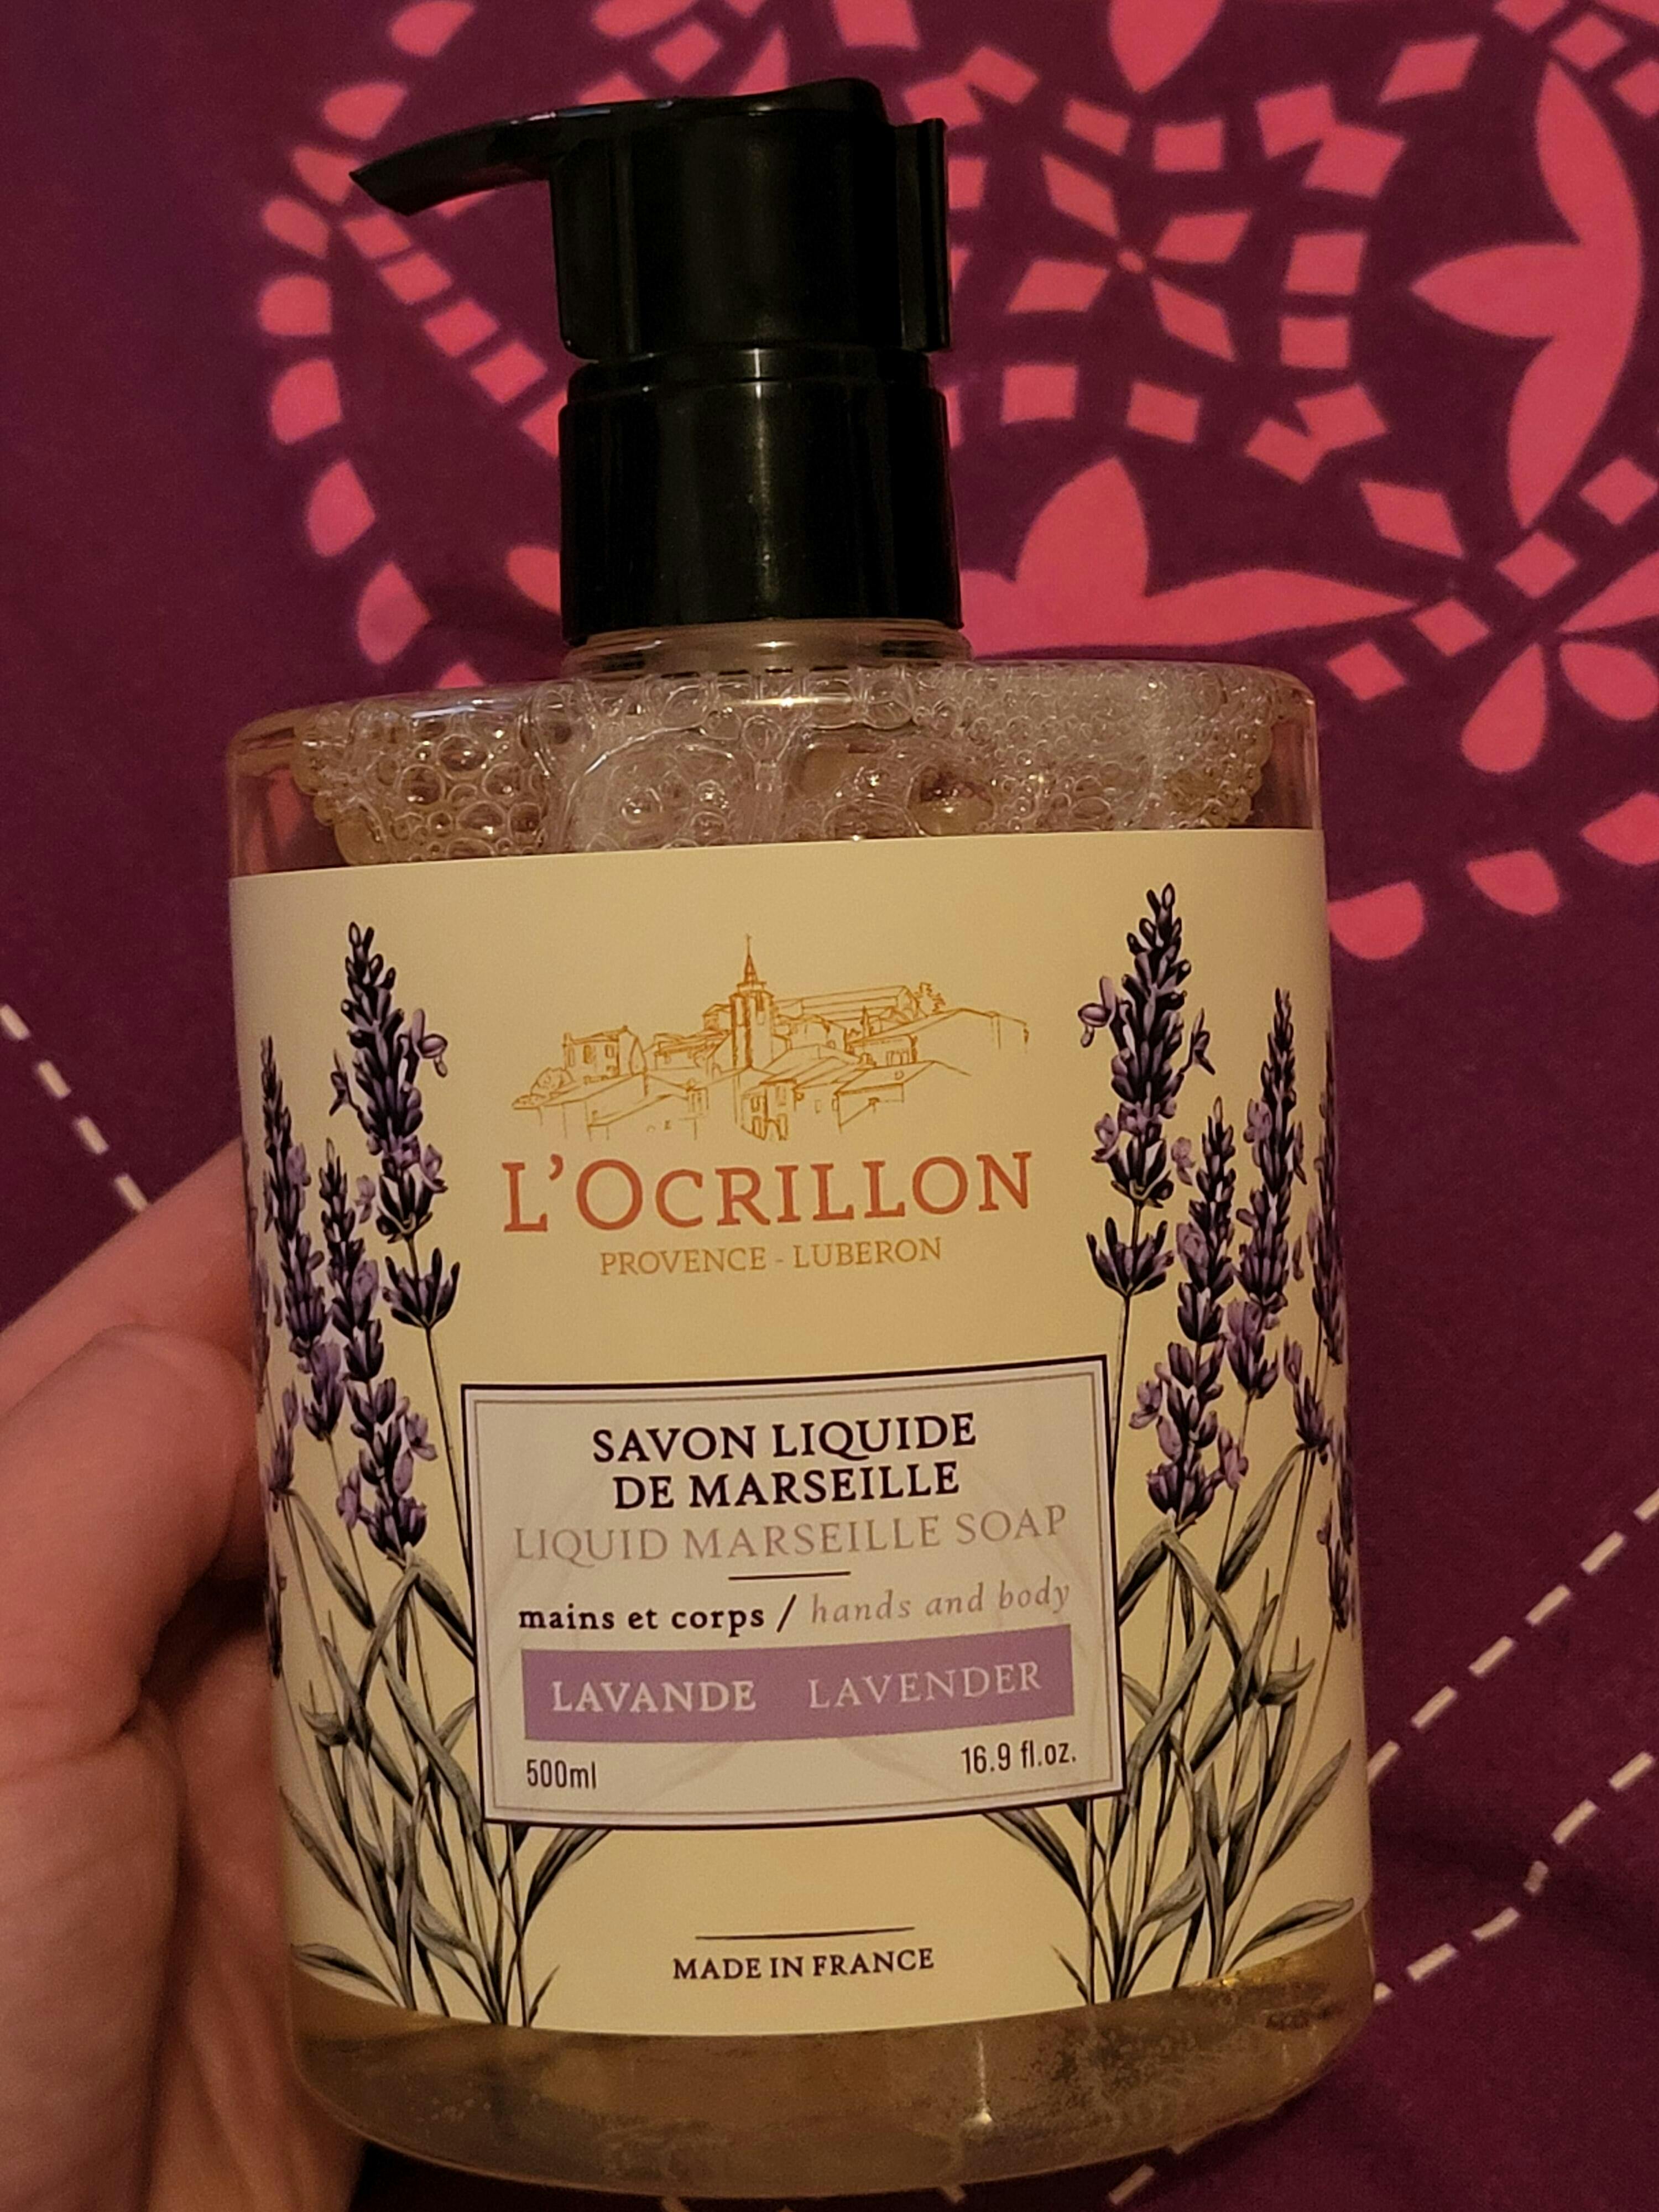 L'OCRILLON
PROVENCE - LUBERON
SAVON LIQUIDE
DE MARSEILLE
LIQUID MARSEILLE SOAP
mains et corps / hands and body
LAVANDE LAVENDER
500ml 16.9 fl.oz.
MADE IN FRANCE